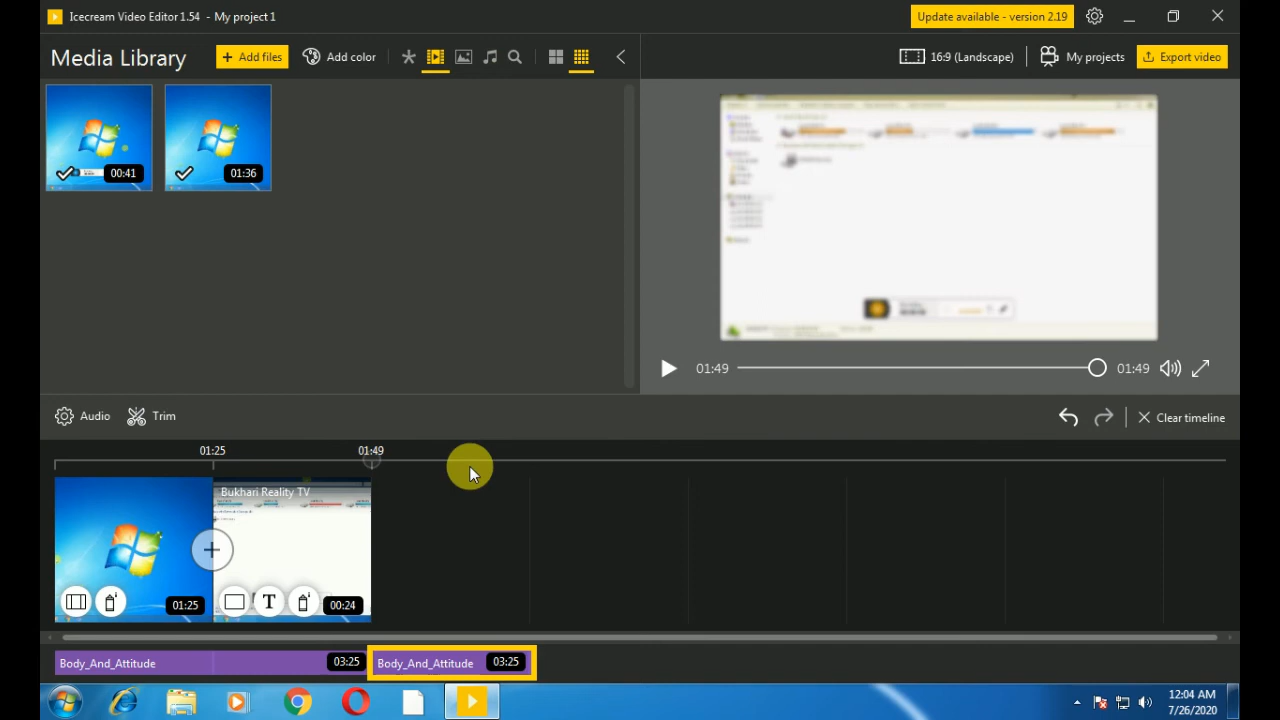 Icecream Video Editor 1.54 - My project 1
Update available - version 2.19
Media Library
Add files
Add color
16:9 (Landscape)
My projects
Export video
00:41
01:36
01:49
01:49
Audio
Trim
Clear timeline
01:25
01:49
Bukhari Reality TV
01:25
T
00:24
Body_And_Attitude
03:25
Body_And_Attitude
03:25
12:04 AM
7/26/2020